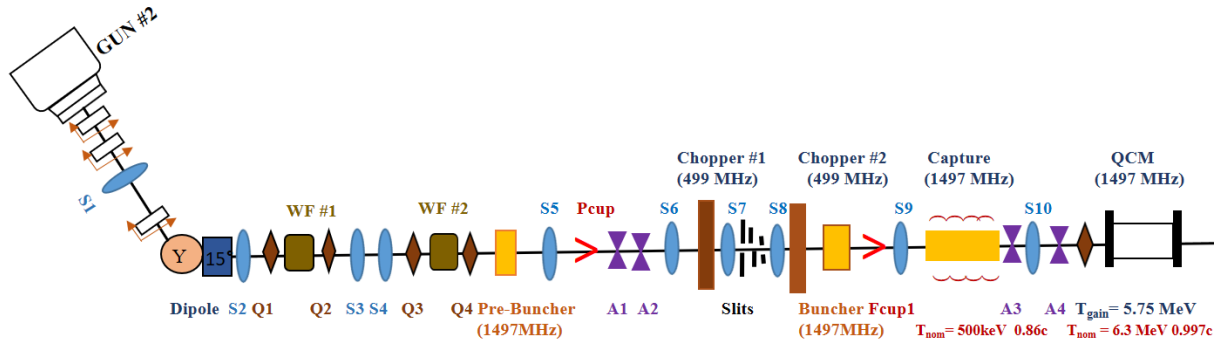 GUN #2
S1
Y
15°
Dipole
S2
Q1
WF #1
Q2
S3
S4
Q3
WF #2
Q4
Pre-Buncher
(1497MHz)
S5
Pcup
A1
A2
S6
Chopper #1
(499 MHz)
S7
Slits
S8
Chopper #2
(499 MHz)
Buncher
(1497MHz)
Fcup1
S9
Capture
(1497 MHz)
Tnom= 500keV 0.86c
A3
S10
A4
QCM
(1497 MHz)
Tgain= 5.75 MeV
Tnom= 6.3 MeV 0.997c